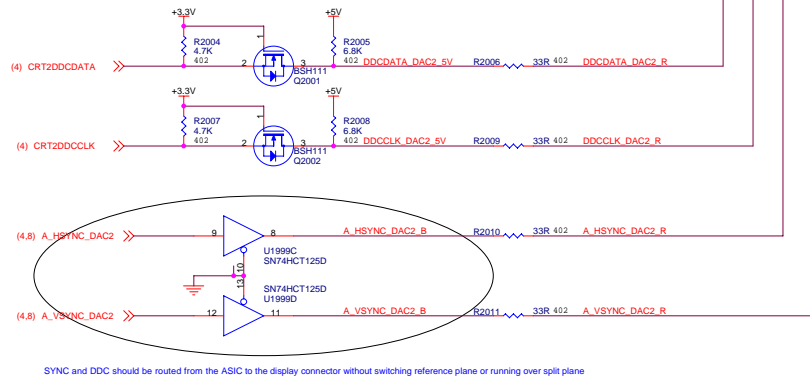 +3.3V
+5V
R2004
4.7K
402
1
R2005
6.8K
402
(4) CRT2DDCDATA
2
3
BSH111
Q2001
DDCDATA_DAC2_5V
R2006
33R 402
DDCDATA_DAC2_R
+3.3V
+5V
R2007
4.7K
402
1
R2008
6.8K
402
(4) CRT2DDCCLK
2
3
BSH111
Q2002
DDCCLK_DAC2_5V
R2009
33R 402
DDCCLK_DAC2_R
(4,8) A_HSYNC_DAC2
9
8
A_HSYNC_DAC2_B
R2010
33R 402
A_HSYNC_DAC2_R
U1999C
SN74HCT125D
10
13
SN74HCT125D
U1999D
(4,8) A_VSYNC_DAC2
12
11
A_VSYNC_DAC2_B
R2011
33R 402
A_VSYNC_DAC2_R
SYNC and DDC should be routed from the ASIC to the display connector without switching reference plane or running over split plane